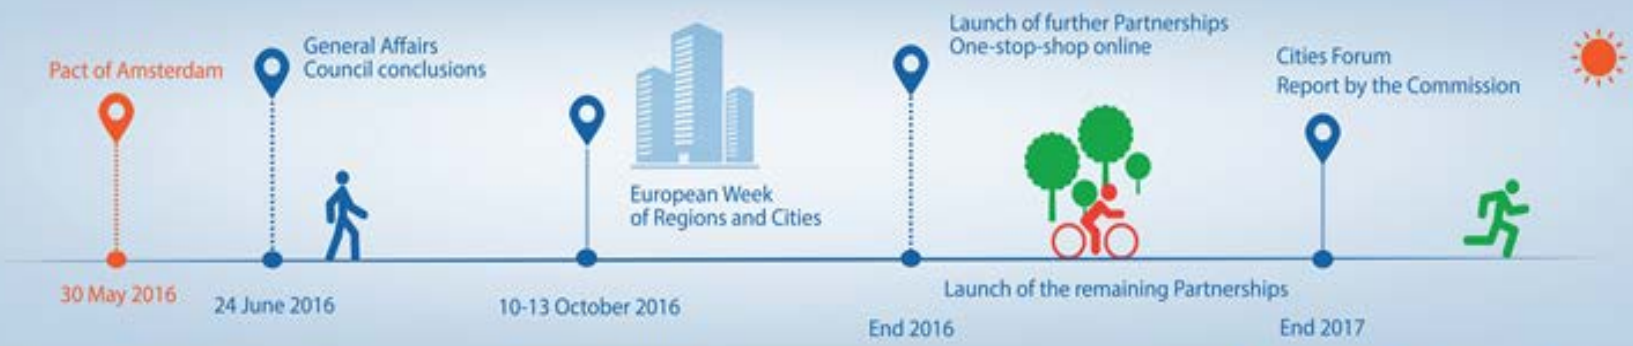 Pact of Amsterdam
30 May 2016
General Affairs
Council conclusions
24 June 2016
European Week
of Regions and Cities
10-13 October 2016
Launch of further Partnerships
One-stop-shop online
End 2016
Launch of the remaining Partnerships
Cities Forum
Report by the Commission
End 2017